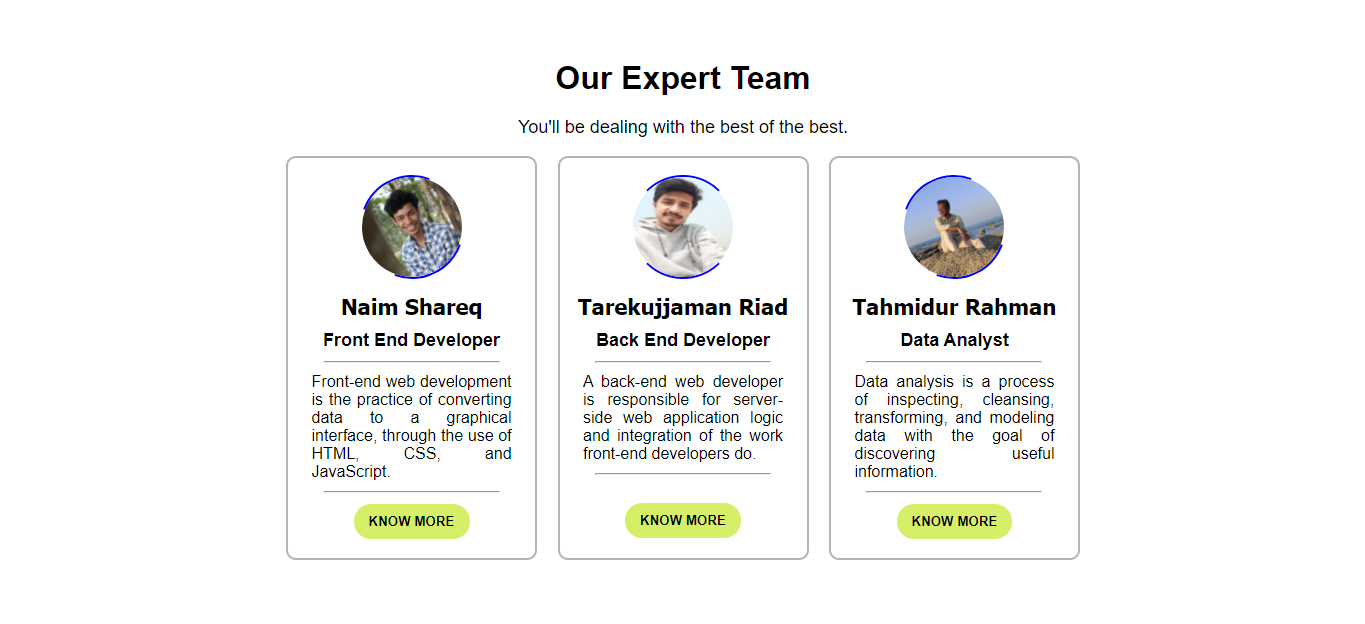 Our Expert Team
You'll be dealing with the best of the best.
Naim Shareq
Front End Developer
Front-end web development
is the practice of converting
data to a graphical
interface, through the use of
HTML, CSS, and
JavaScript.
KNOW MORE
Tarekujjaman Riad
Back End Developer
A back-end web developer
is responsible for server-
side web application logic
and integration of the work
front-end developers do.
KNOW MORE
Tahmidur Rahman
Data Analyst
Data analysis is a process
of inspecting, cleansing,
transforming, and modeling
data with the goal of
discovering useful
information.
KNOW MORE